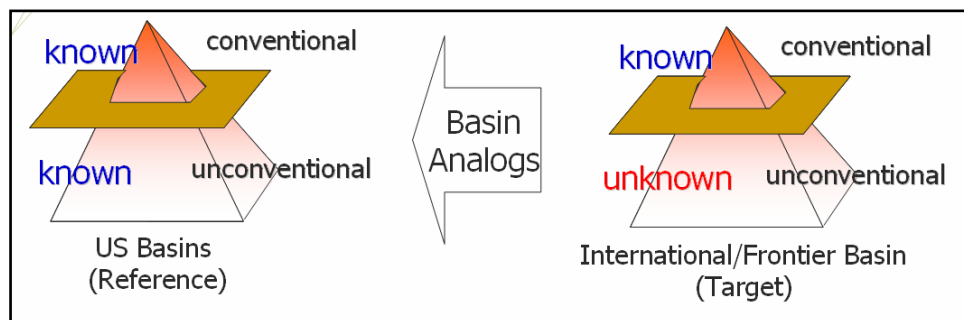 known
conventional
known
unconventional
US Basins
(Reference)
Basin
Analogs
known
conventional
unknown
unconventional
International/Frontier Basin
(Target)